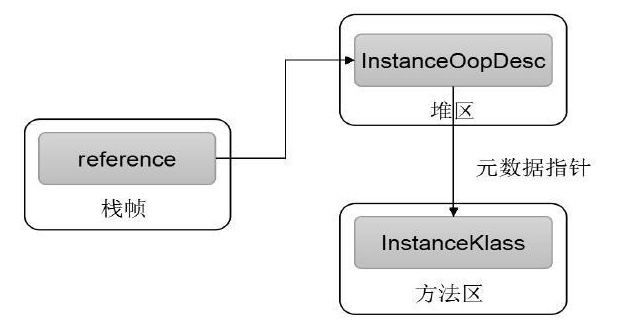 InstanceOopDesc
堆区
reference
栈帧
元数据指针
InstanceKlass
方法区